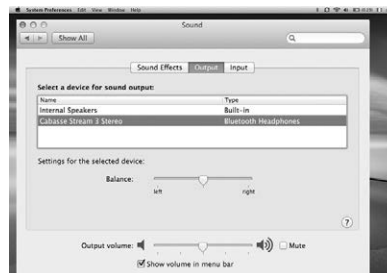 System Preferences Edit View Window Help
Sound
Show All
Sound Effects Output Input
Select a device for sound output:
Name Type
Internal Speakers Built-in
Cabasse Stream 3 Stereo Bluetooth Headphones
Settings for the selected device:
Balance:
left right
?
Output volume: Mute
Show volume in menu bar